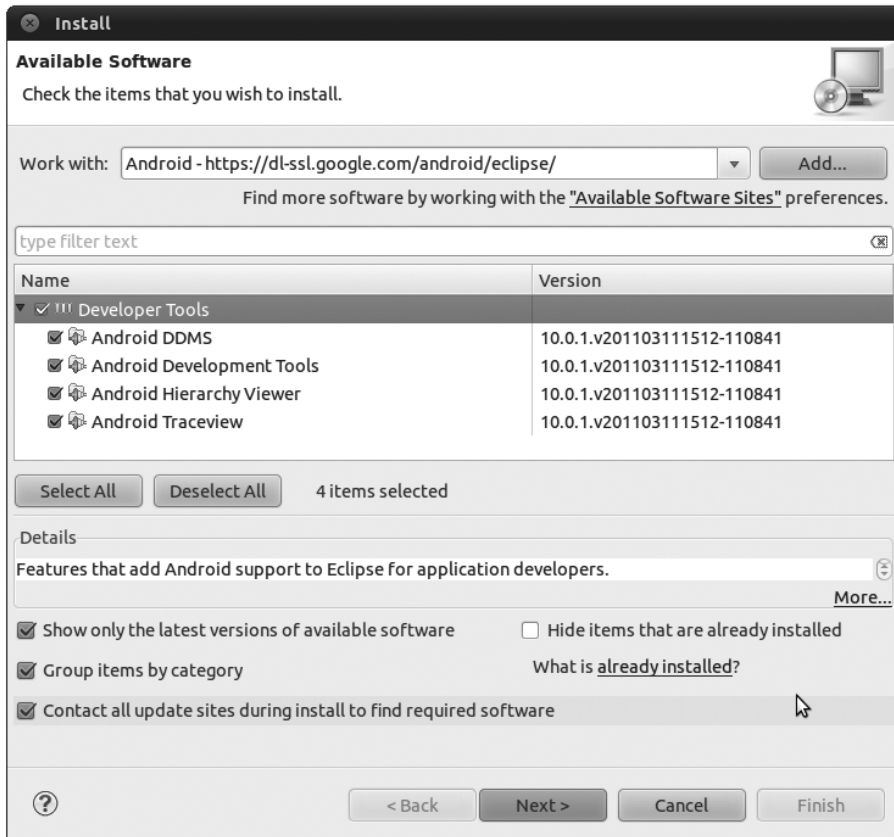 Install
Available Software
Check the items that you wish to install.
Work with: Android - https://dl-ssl.google.com/android/eclipse/ Add...
Find more software by working with the "Available Software Sites" preferences.
type filter text
Name Version
Developer Tools
Android DDMS 10.0.1.v201103111512-110841
Android Development Tools 10.0.1.v201103111512-110841
Android Hierarchy Viewer 10.0.1.v201103111512-110841
Android Traceview 10.0.1.v201103111512-110841
Select All Deselect All 4 items selected
Details
Features that add Android support to Eclipse for application developers.
More...
Show only the latest versions of available software Hide items that are already installed
Group items by category What is already installed?
Contact all update sites during install to find required software
? < Back Next > Cancel Finish